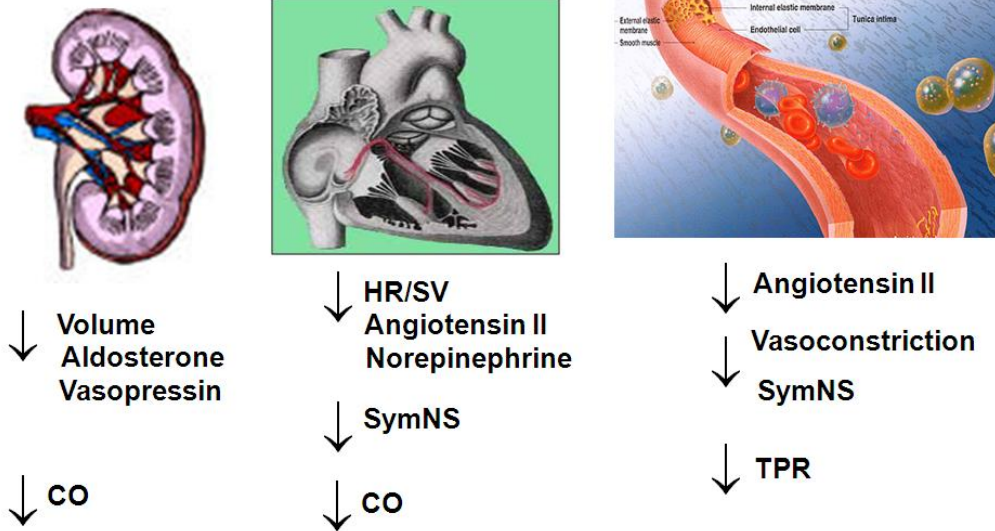 Internal elastic membrane
Tunica intima
External elastic
membrane
Endothelial cell
Smooth muscle
↓ Volume
Aldosterone
Vasopressin
↓ CO
↓ HR/SV
Angiotensin II
Norepinephrine
↓ SymNS
↓ CO
↓ Angiotensin II
↓ Vasoconstriction
SymNS
↓ TPR